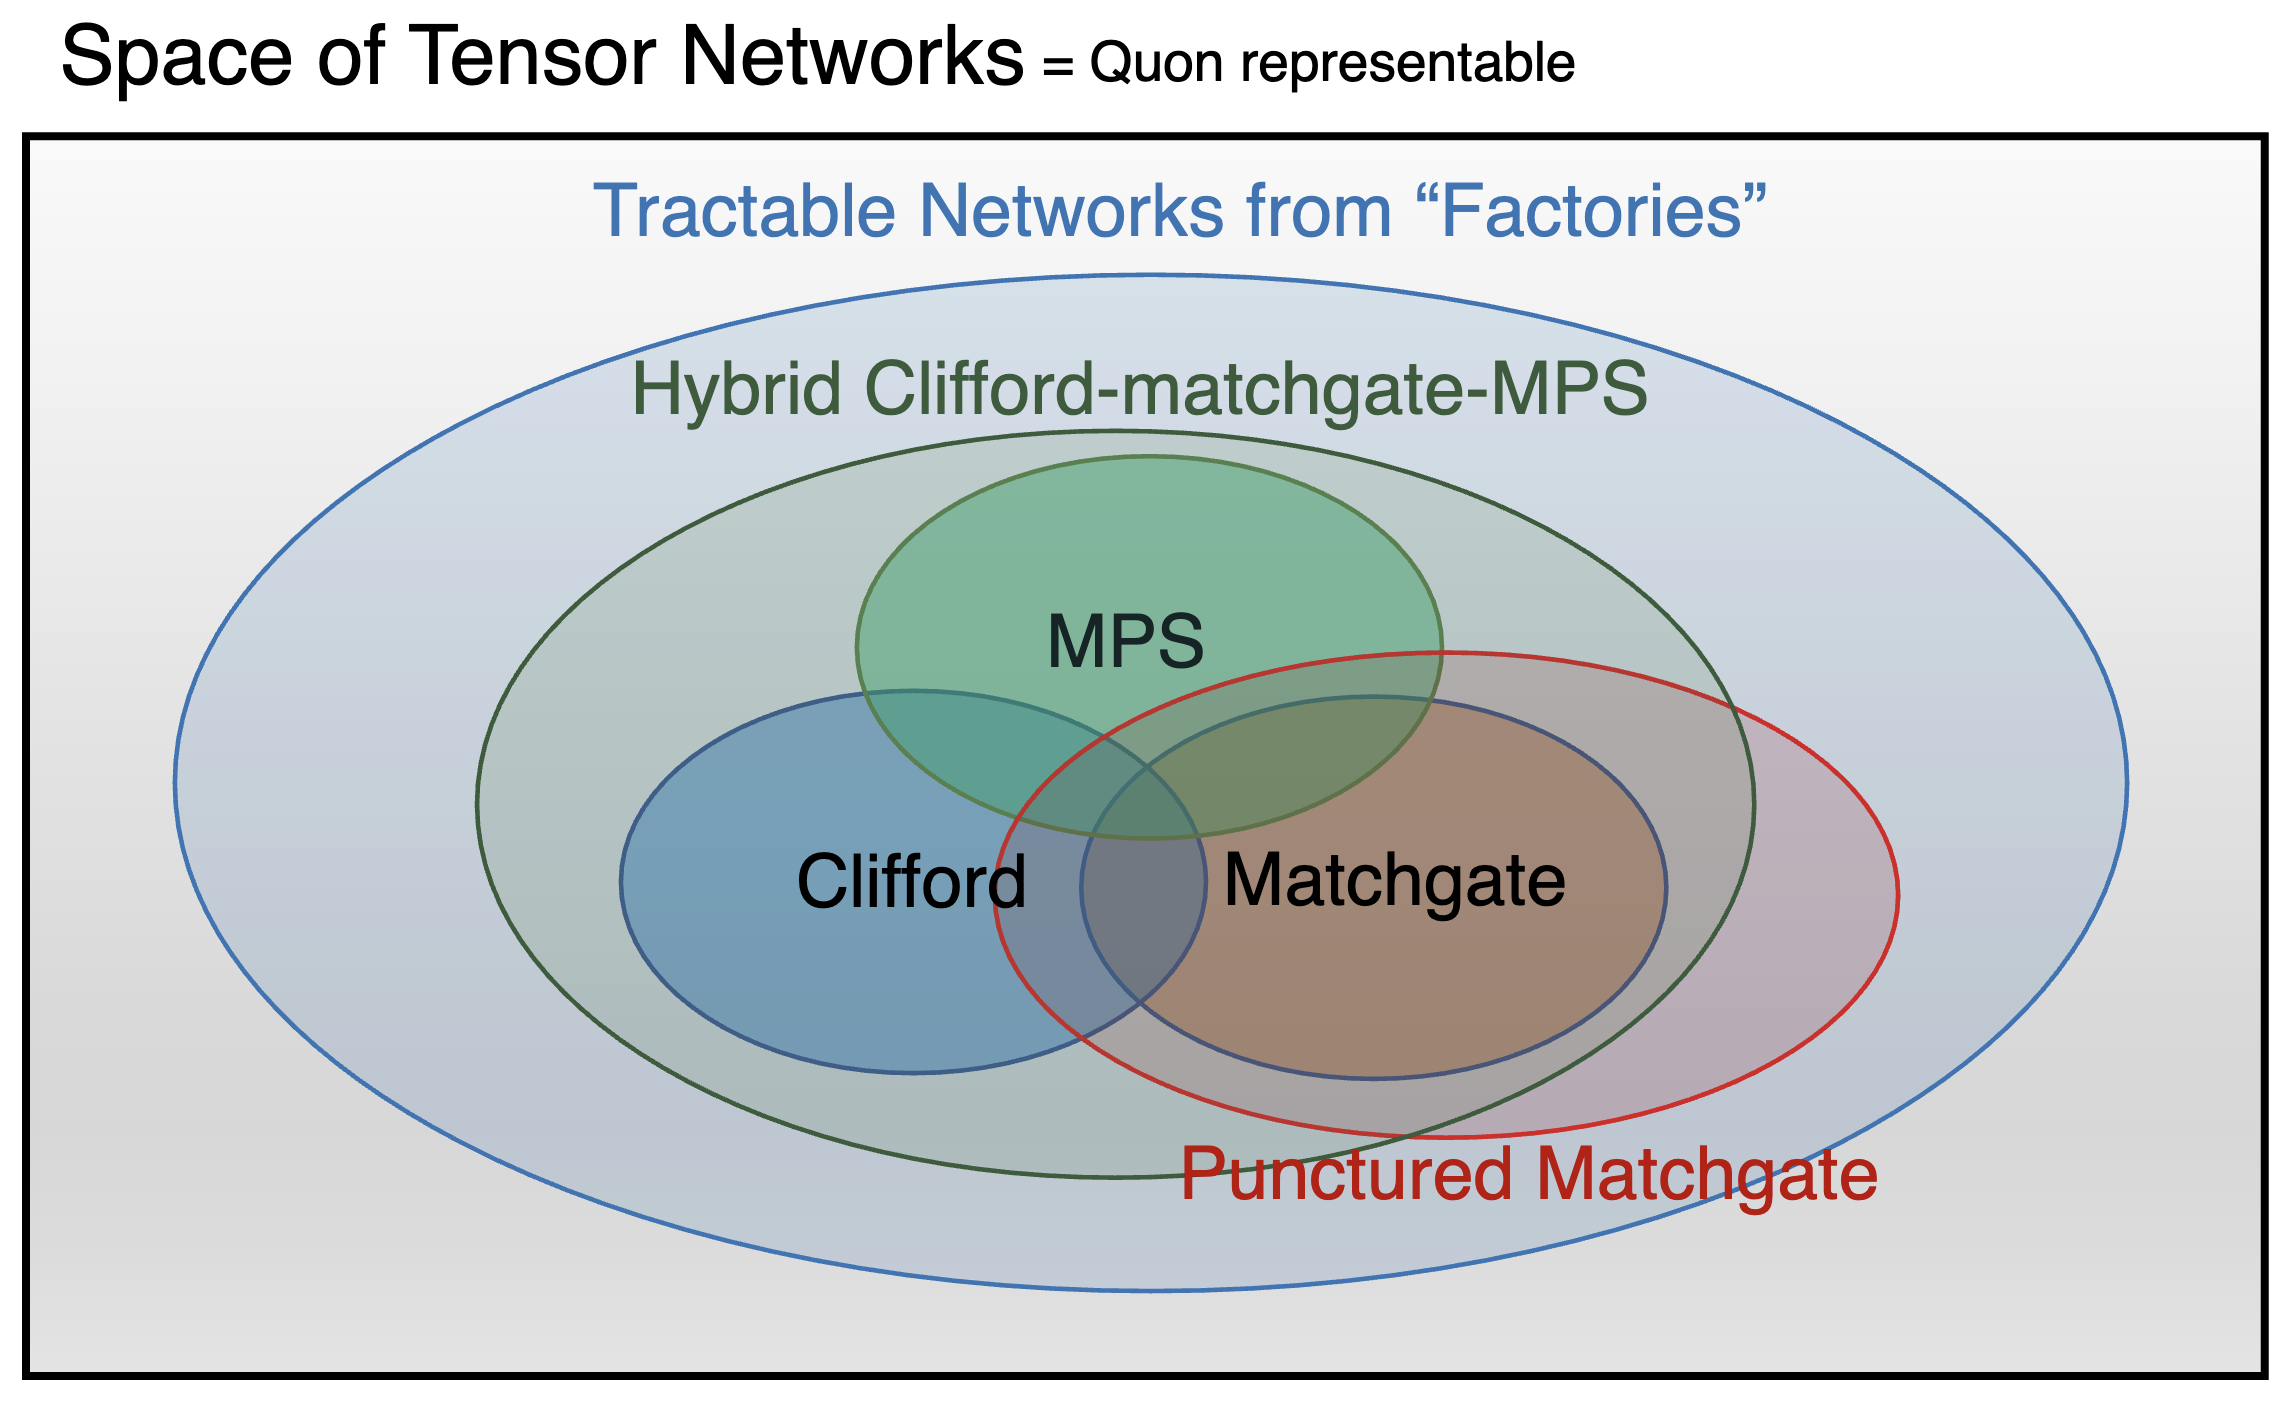 Space of Tensor Networks = Quon representable
Tractable Networks from “Factories”
Hybrid Clifford-matchgate-MPS
MPS
Clifford
Matchgate
Punctured Matchgate